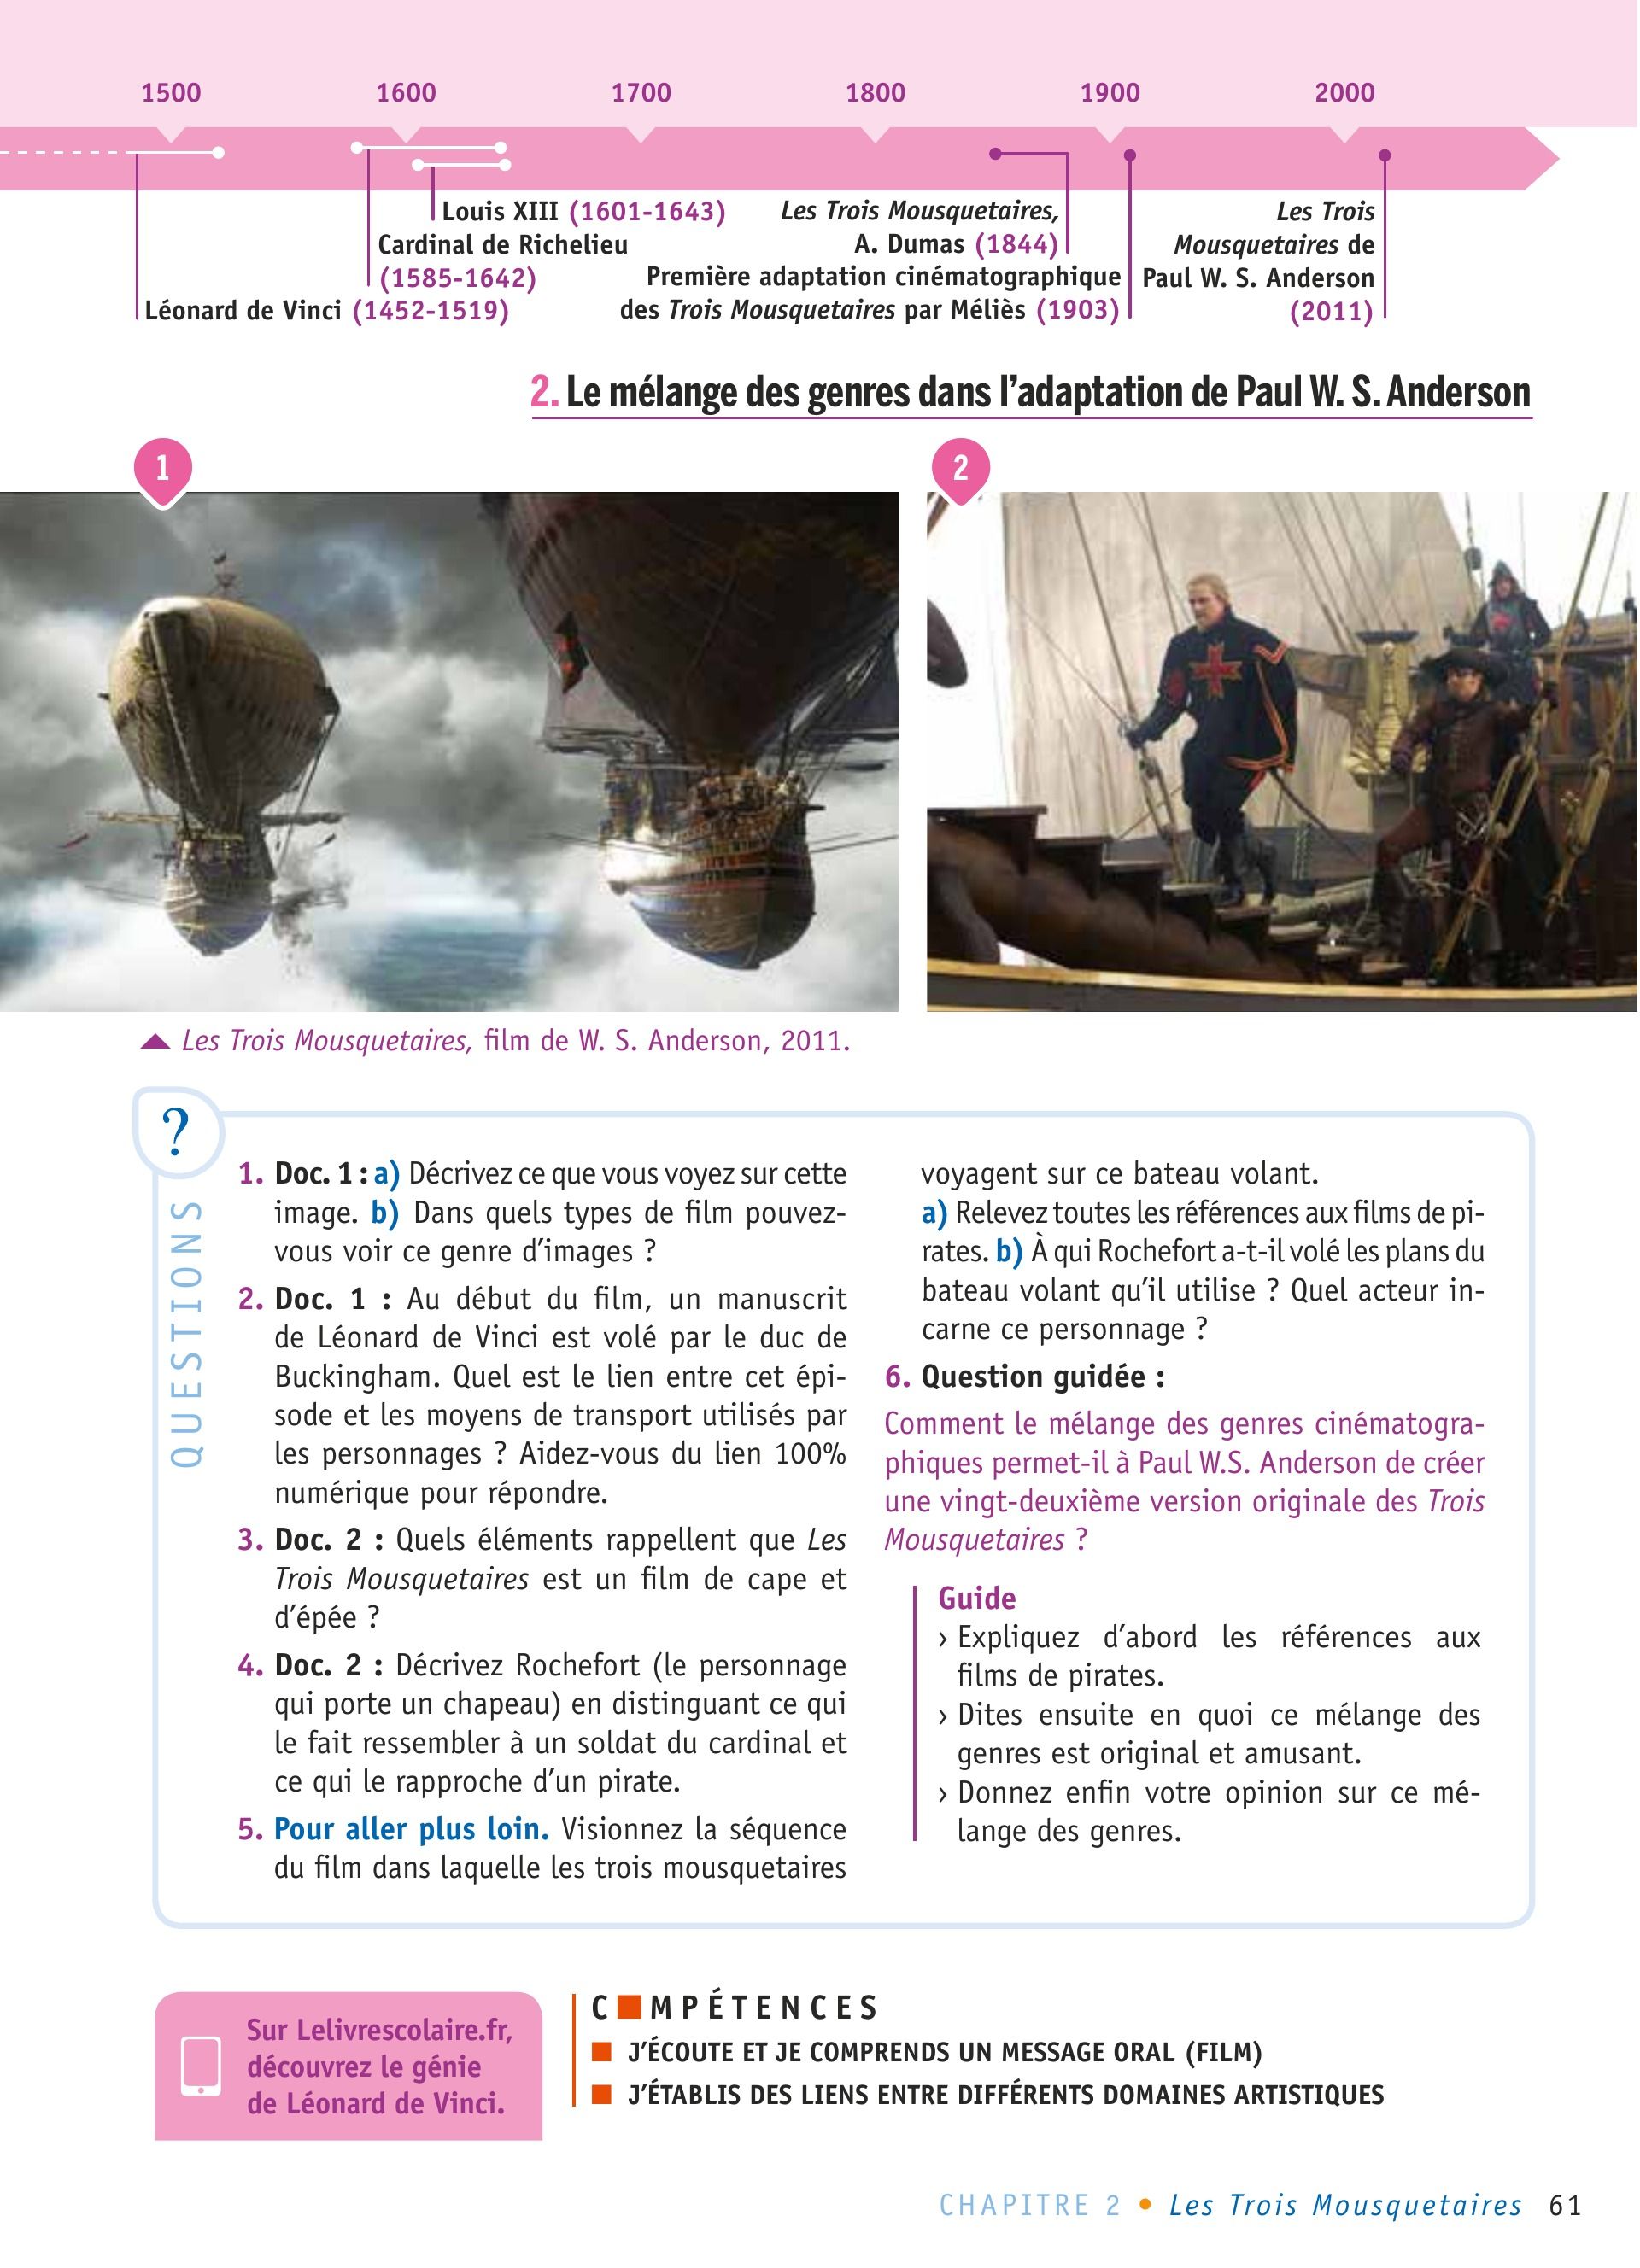 1500 1600 1700 1800 1900 2000
Louis XIII (1601-1643)
Cardinal de Richelieu
(1585-1642)
Léonard de Vinci (1452-1519)
Les Trois Mousquetaires,
A. Dumas (1844)
Première adaptation cinématographique
des Trois Mousquetaires par Méliès (1903)
Les Trois
Mousquetaires de
Paul W. S. Anderson
(2011)
2. Le mélange des genres dans l’adaptation de Paul W. S. Anderson
1
2
Les Trois Mousquetaires, film de W. S. Anderson, 2011.
?
QUESTIONS
1. Doc. 1 : a) Décrivez ce que vous voyez sur cette
image. b) Dans quels types de film pouvez-
vous voir ce genre d’images ?
2. Doc. 1 : Au début du film, un manuscrit
de Léonard de Vinci est volé par le duc de
Buckingham. Quel est le lien entre cet épi-
sode et les moyens de transport utilisés par
les personnages ? Aidez-vous du lien 100%
numérique pour répondre.
3. Doc. 2 : Quels éléments rappellent que Les
Trois Mousquetaires est un film de cape et
d’épée ?
4. Doc. 2 : Décrivez Rochefort (le personnage
qui porte un chapeau) en distinguant ce qui
le fait ressembler à un soldat du cardinal et
ce qui le rapproche d’un pirate.
5. Pour aller plus loin. Visionnez la séquence
du film dans laquelle les trois mousquetaires
voyagent sur ce bateau volant.
a) Relevez toutes les références aux films de pi-
rates. b) À qui Rochefort a-t-il volé les plans du
bateau volant qu’il utilise ? Quel acteur in-
carne ce personnage ?
6. Question guidée :
Comment le mélange des genres cinématogra-
phiques permet-il à Paul W.S. Anderson de créer
une vingt-deuxième version originale des Trois
Mousquetaires ?
Guide
› Expliquez d’abord les références aux
films de pirates.
› Dites ensuite en quoi ce mélange des
genres est original et amusant.
› Donnez enfin votre opinion sur ce mé-
lange des genres.
Sur Lelivrescolaire.fr,
découvrez le génie
de Léonard de Vinci.
C■MPÉTENCES
■ J’ÉCOUTE ET JE COMPRENDS UN MESSAGE ORAL (FILM)
■ J’ÉTABLIS DES LIENS ENTRE DIFFÉRENTS DOMAINES ARTISTIQUES
CHAPITRE 2 • Les Trois Mousquetaires 61